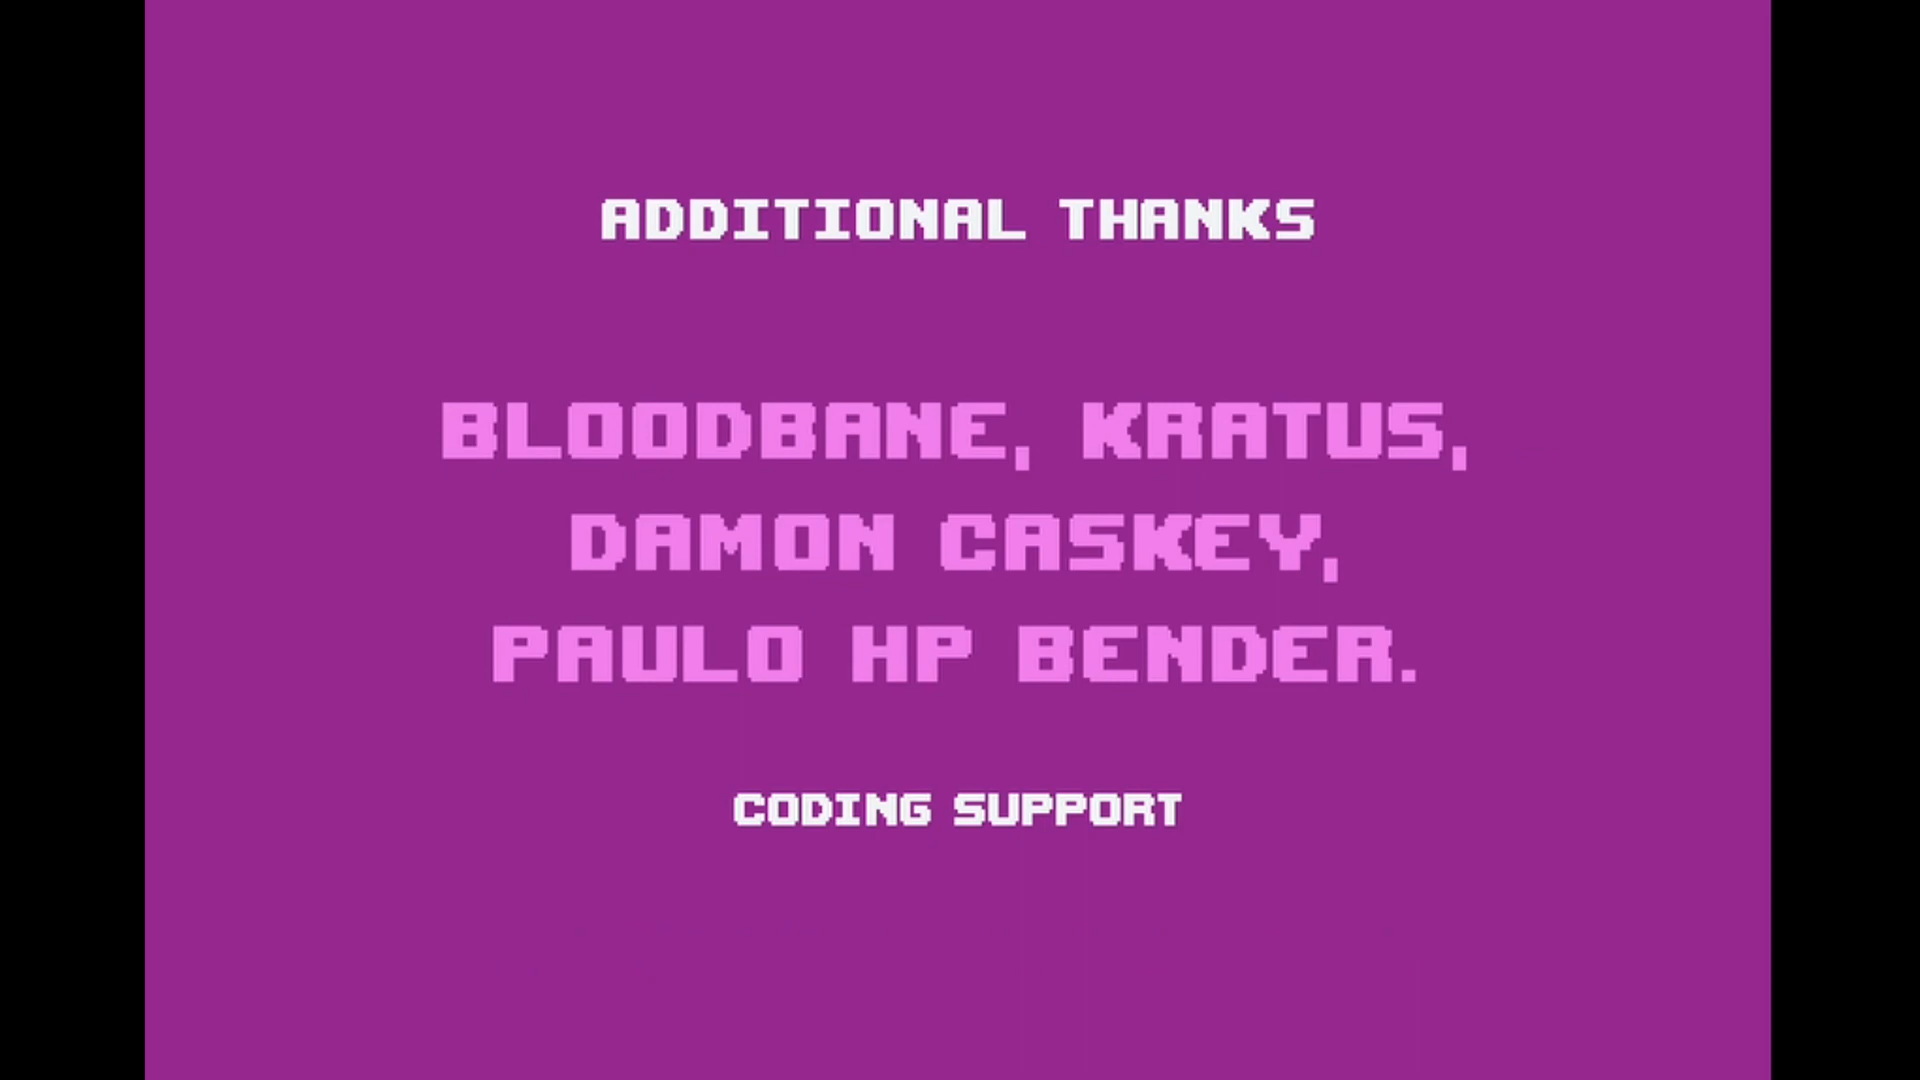 ADDITIONAL THANKS
BLOODBANE, KRATUS,
DAMON CASKEY,
PAULO HP BENDER.
CODING SUPPORT